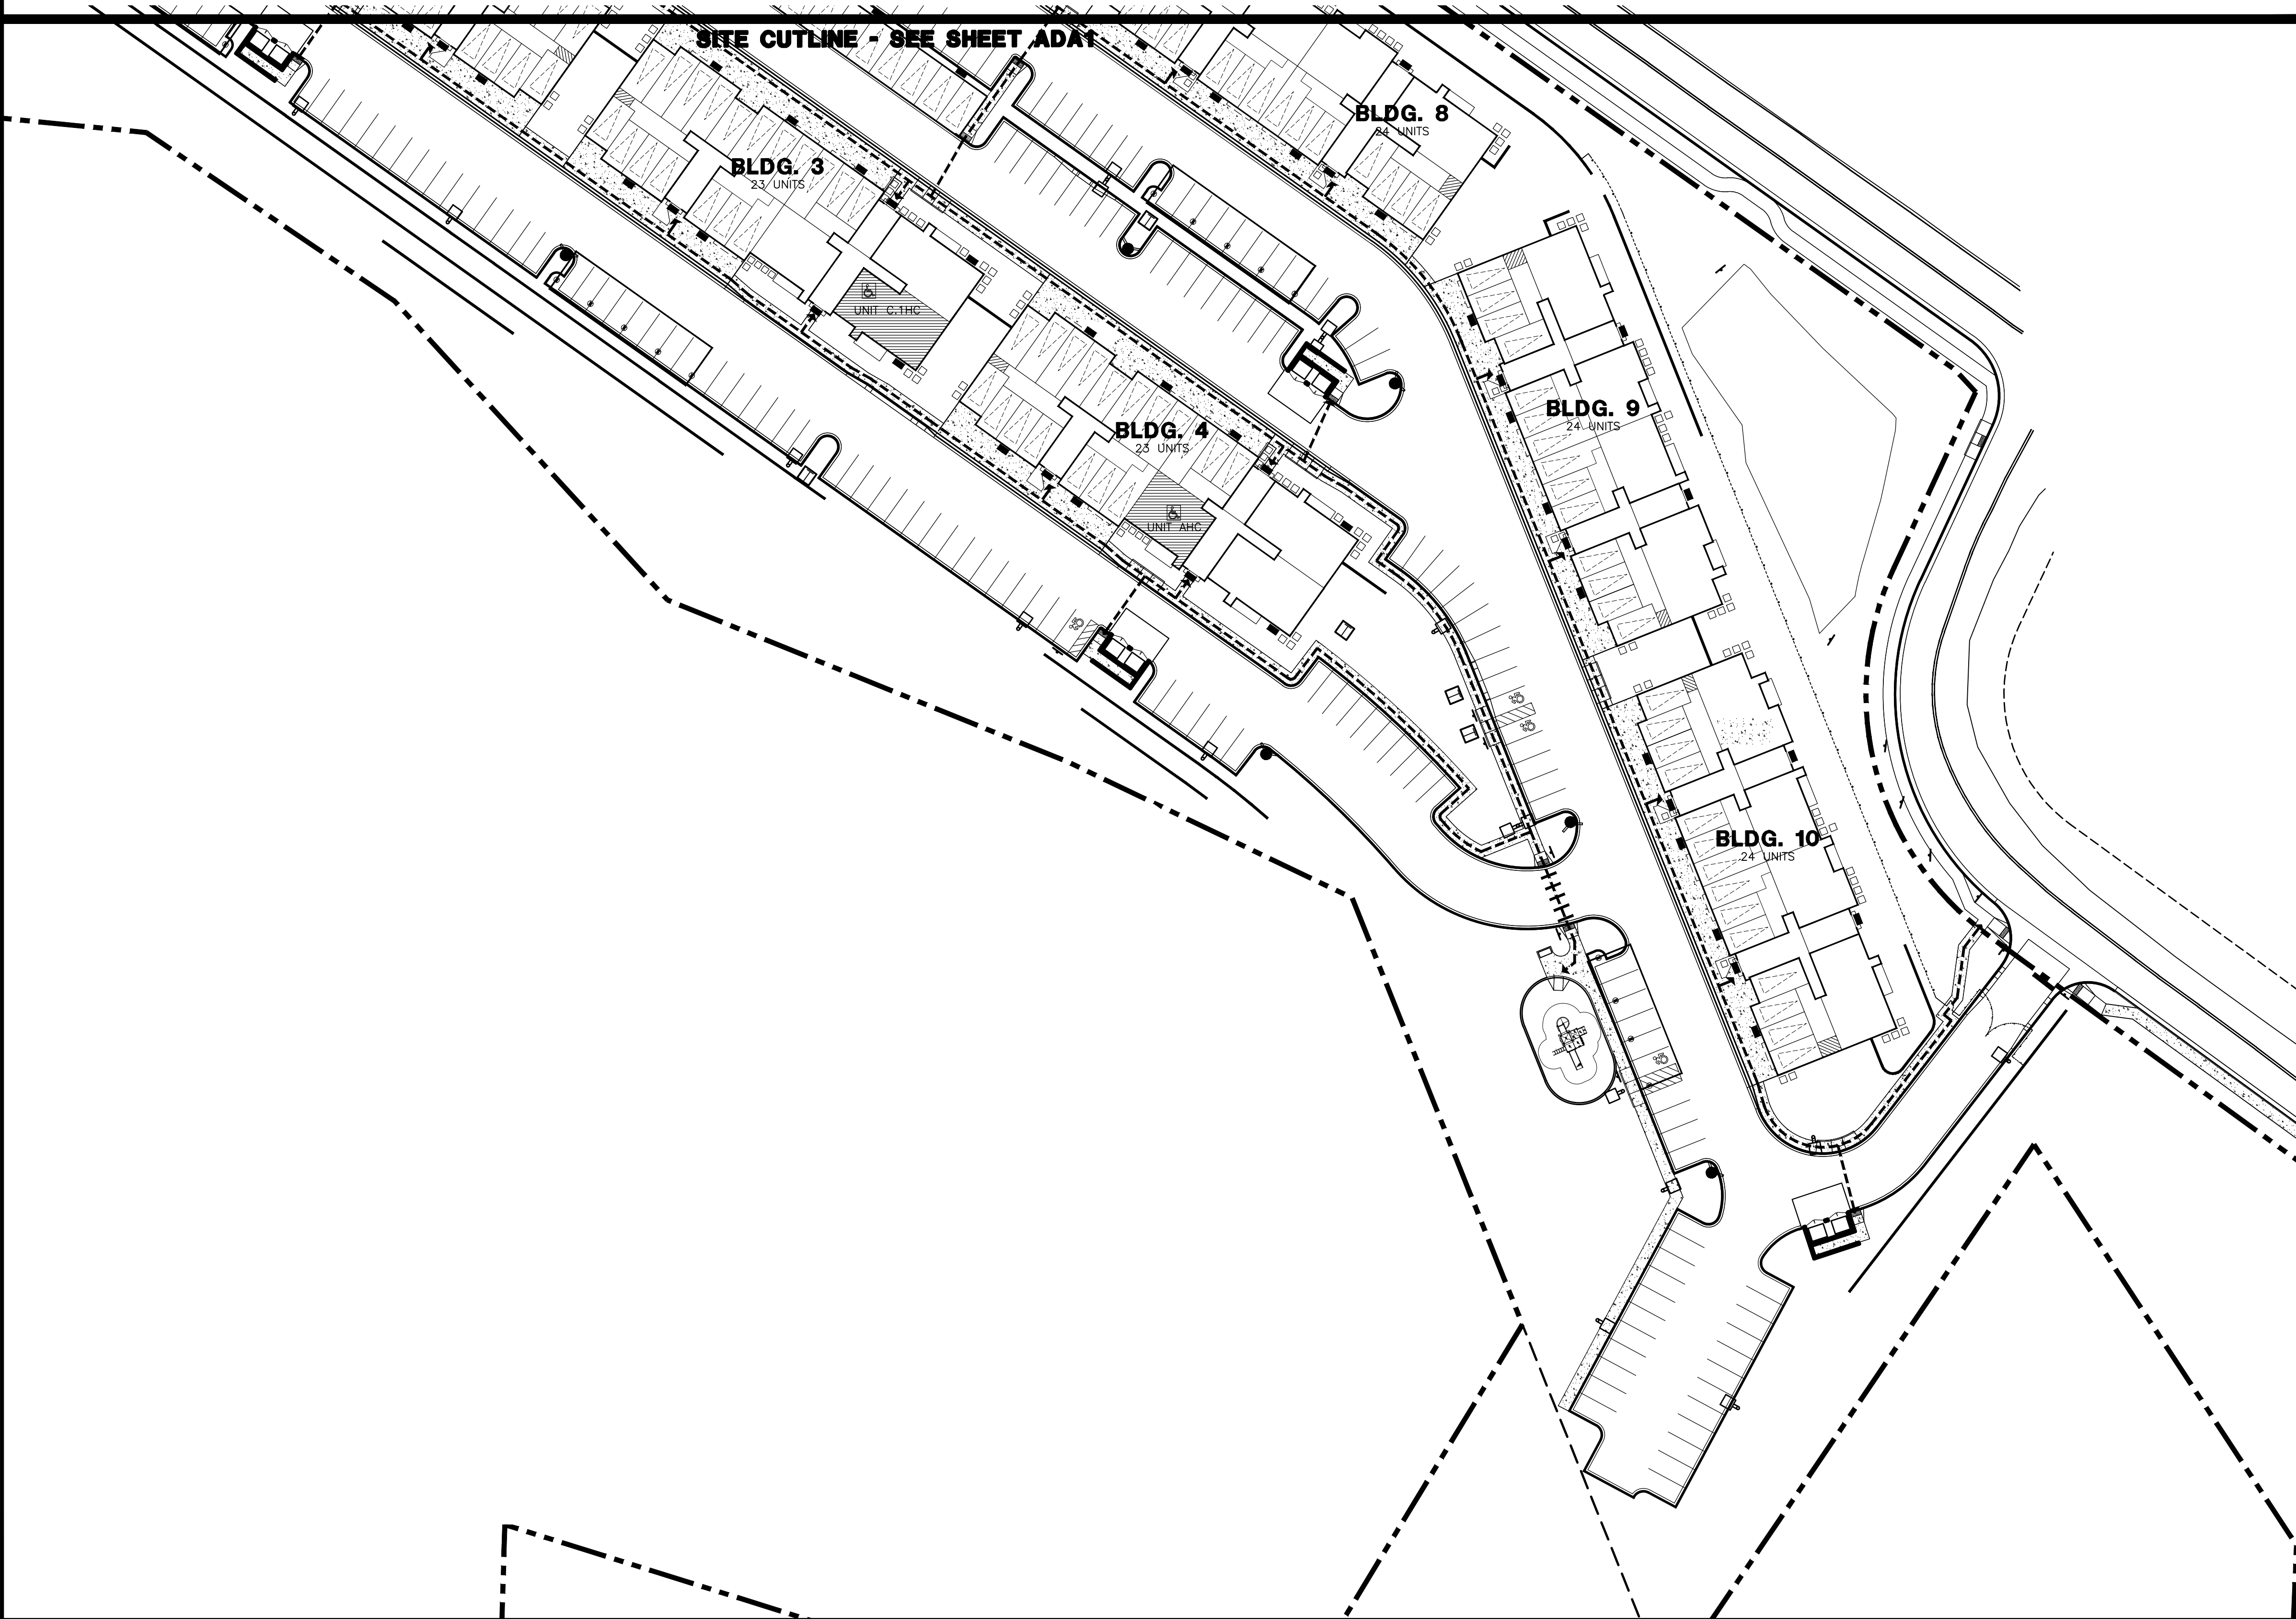 SITE CUTLINE - SEE SHEET ADA1
BLDG. 8
24 UNITS
BLDG. 3
23 UNITS
UNIT C.1HC
BLDG. 9
24 UNITS
BLDG. 4
23 UNITS
UNIT AHC
BLDG. 10
24 UNITS